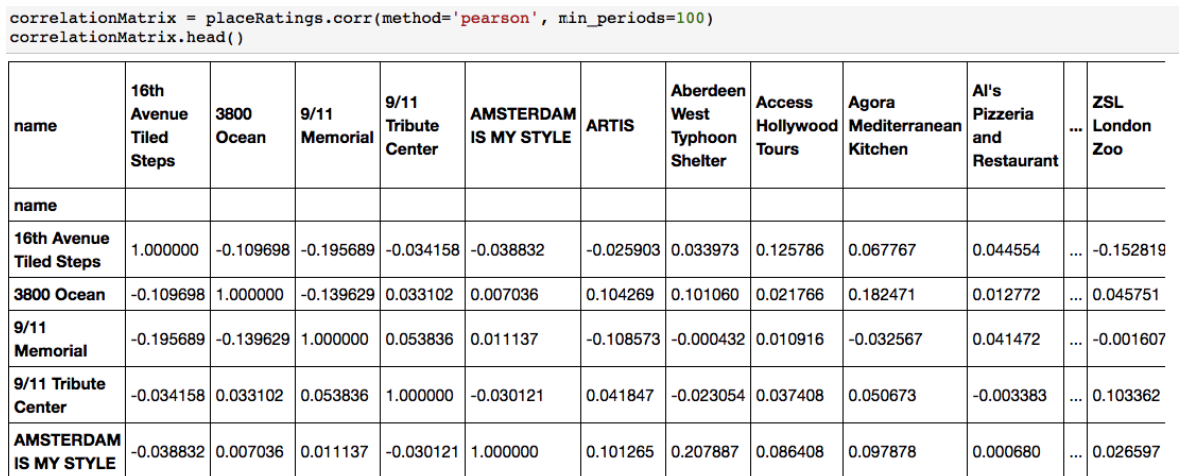 correlationMatrix = placeRatings.corr(method='pearson', min_periods=100)
correlationMatrix.head()
name 16th Avenue Tiled Steps 3800 Ocean 9/11 Memorial 9/11 Tribute Center AMSTERDAM IS MY STYLE ARTIS Aberdeen West Typhoon Shelter Access Hollywood Tours Agora Mediterranean Kitchen Al's Pizzeria and Restaurant ... ZSL London Zoo
name
16th Avenue Tiled Steps 1.000000 -0.109698 -0.195689 -0.034158 -0.038832 -0.025903 0.033973 0.125786 0.067767 0.044554 ... -0.152819
3800 Ocean -0.109698 1.000000 -0.139629 0.033102 0.007036 0.104269 0.101060 0.021766 0.182471 0.012772 ... 0.045751
9/11 Memorial -0.195689 -0.139629 1.000000 0.053836 0.011137 -0.108573 -0.000432 0.010916 -0.032567 0.041472 ... -0.001607
9/11 Tribute Center -0.034158 0.033102 0.053836 1.000000 -0.030121 0.041847 -0.023054 0.037408 0.050673 -0.003383 ... 0.103362
AMSTERDAM IS MY STYLE -0.038832 0.007036 0.011137 -0.030121 1.000000 0.101265 0.207887 0.086408 0.097878 0.000680 ... 0.026597